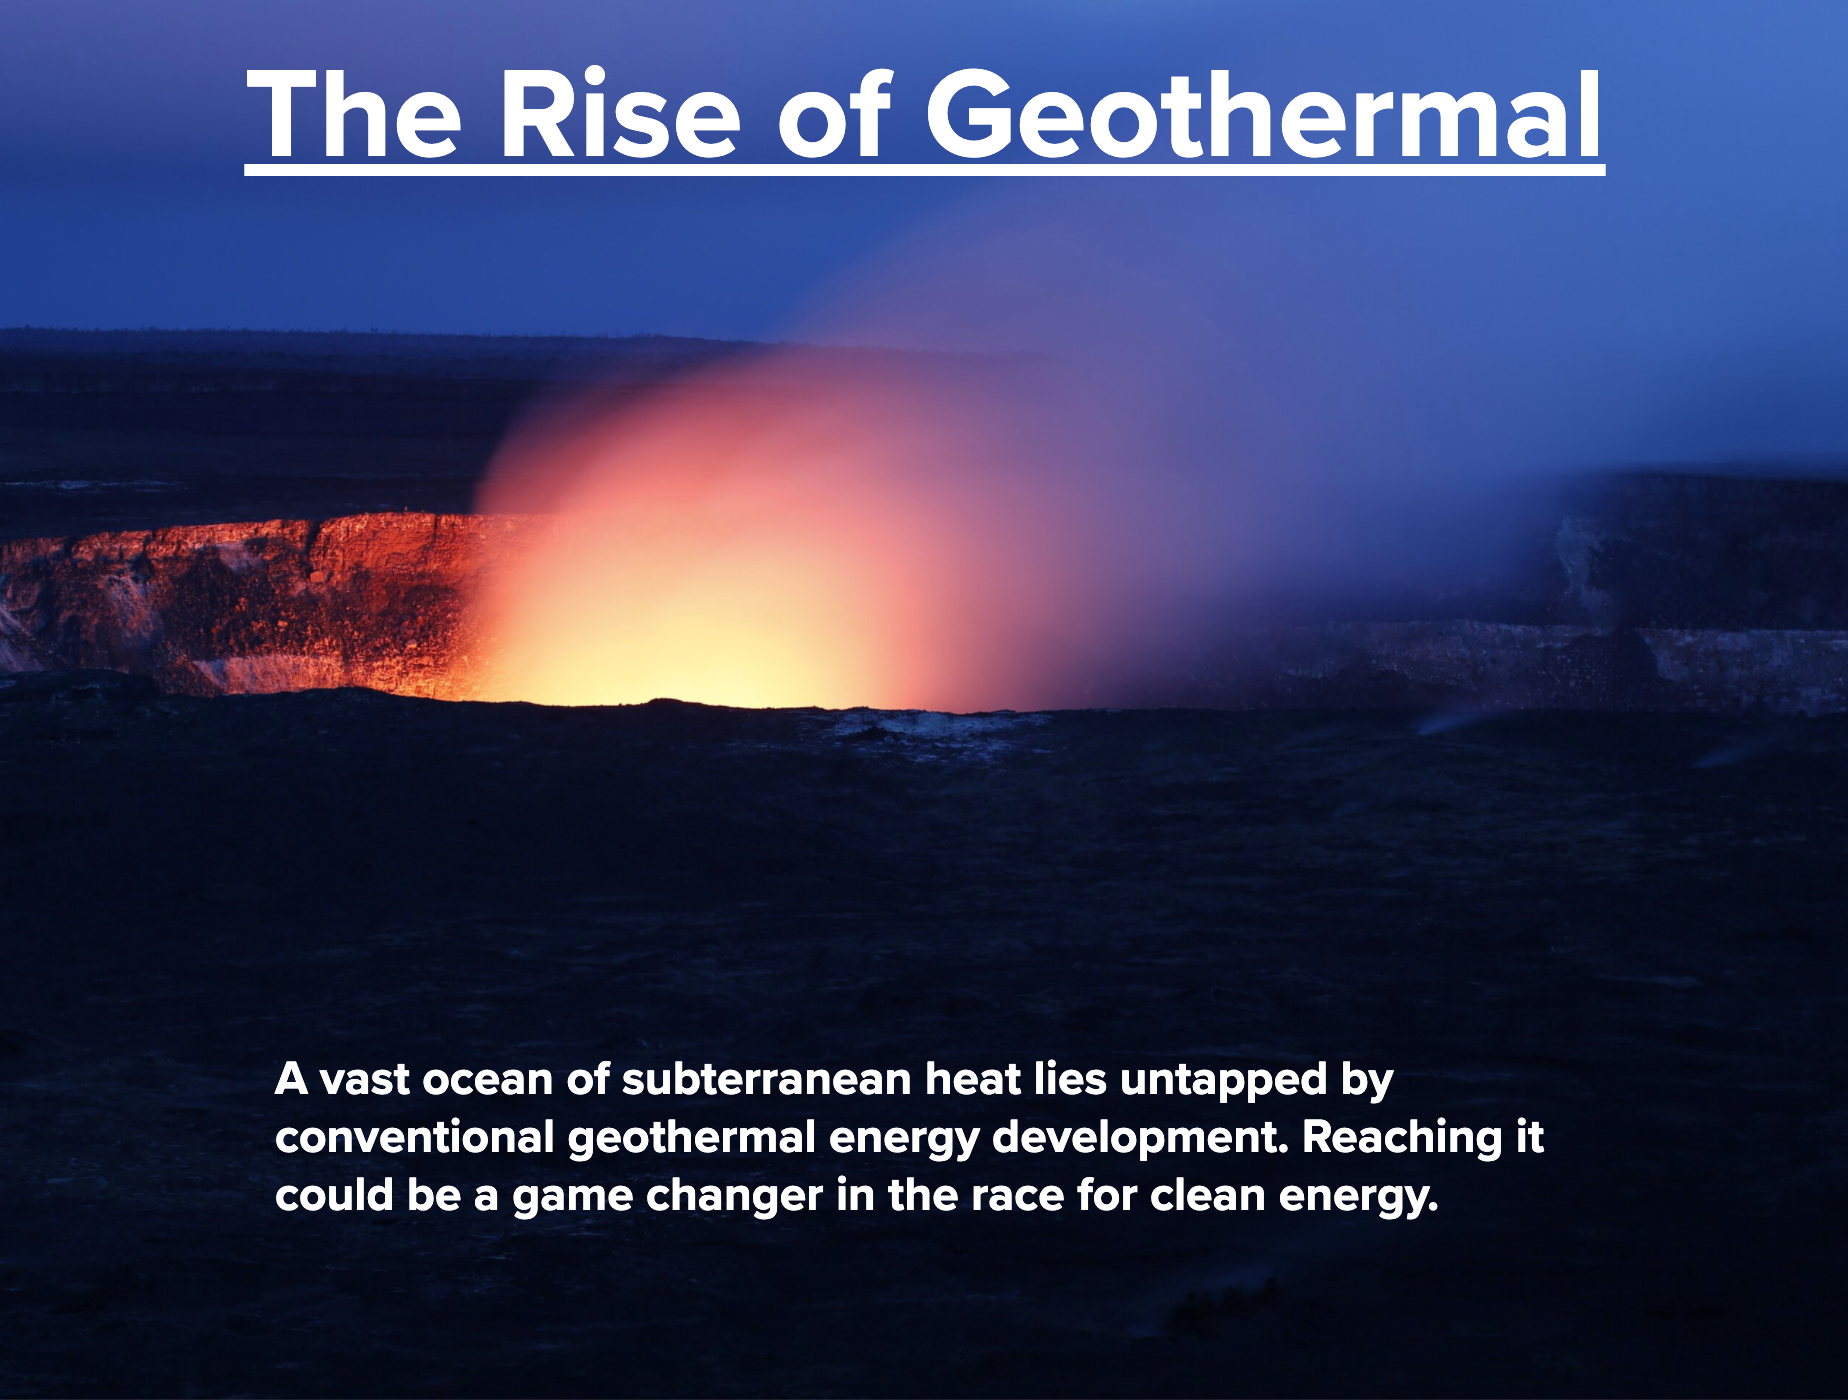 The Rise of Geothermal
A vast ocean of subterranean heat lies untapped by
conventional geothermal energy development. Reaching it
could be a game changer in the race for clean energy.